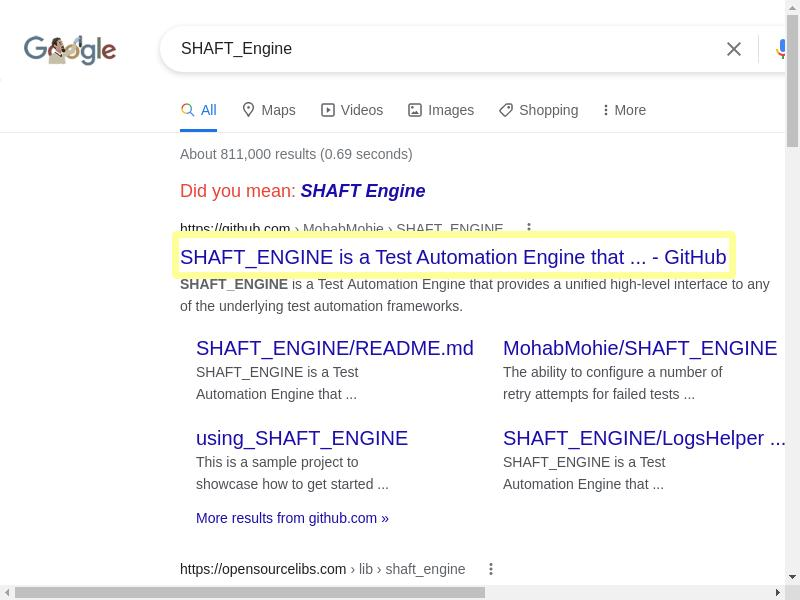 Google
SHAFT_Engine
All Maps Videos Images Shopping More
About 811,000 results (0.69 seconds)
Did you mean: SHAFT Engine
https://github.com › MohabMohie › SHAFT_ENGINE
SHAFT_ENGINE is a Test Automation Engine that ... - GitHub
SHAFT_ENGINE is a Test Automation Engine that provides a unified high-level interface to any
of the underlying test automation frameworks.
SHAFT_ENGINE/README.md
SHAFT_ENGINE is a Test
Automation Engine that ...
MohabMohie/SHAFT_ENGINE
The ability to configure a number of
retry attempts for failed tests ...
using_SHAFT_ENGINE
This is a sample project to
showcase how to get started ...
SHAFT_ENGINE/LogsHelper ...
SHAFT_ENGINE is a Test
Automation Engine that ...
More results from github.com »
https://opensourcelibs.com › lib › shaft_engine